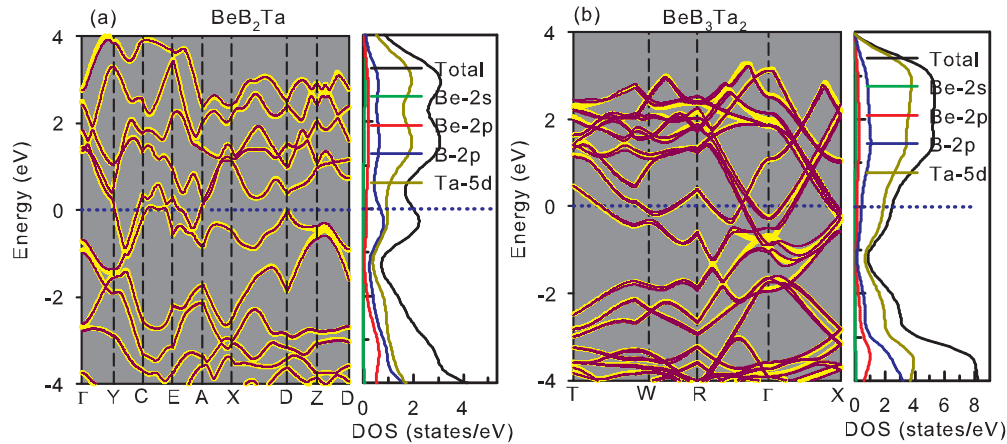 (a) BeB2Ta
Energy (eV)
4
2
0
-2
-4
Γ Y C E A X D Z D
Total
Be-2s
Be-2p
B-2p
Ta-5d
0 2 4
DOS (states/eV)
(b) BeB3Ta2
Energy (eV)
4
2
0
-2
-4
T W R Γ X
Total
Be-2s
Be-2p
B-2p
Ta-5d
0 2 4 6 8
DOS (states/eV)